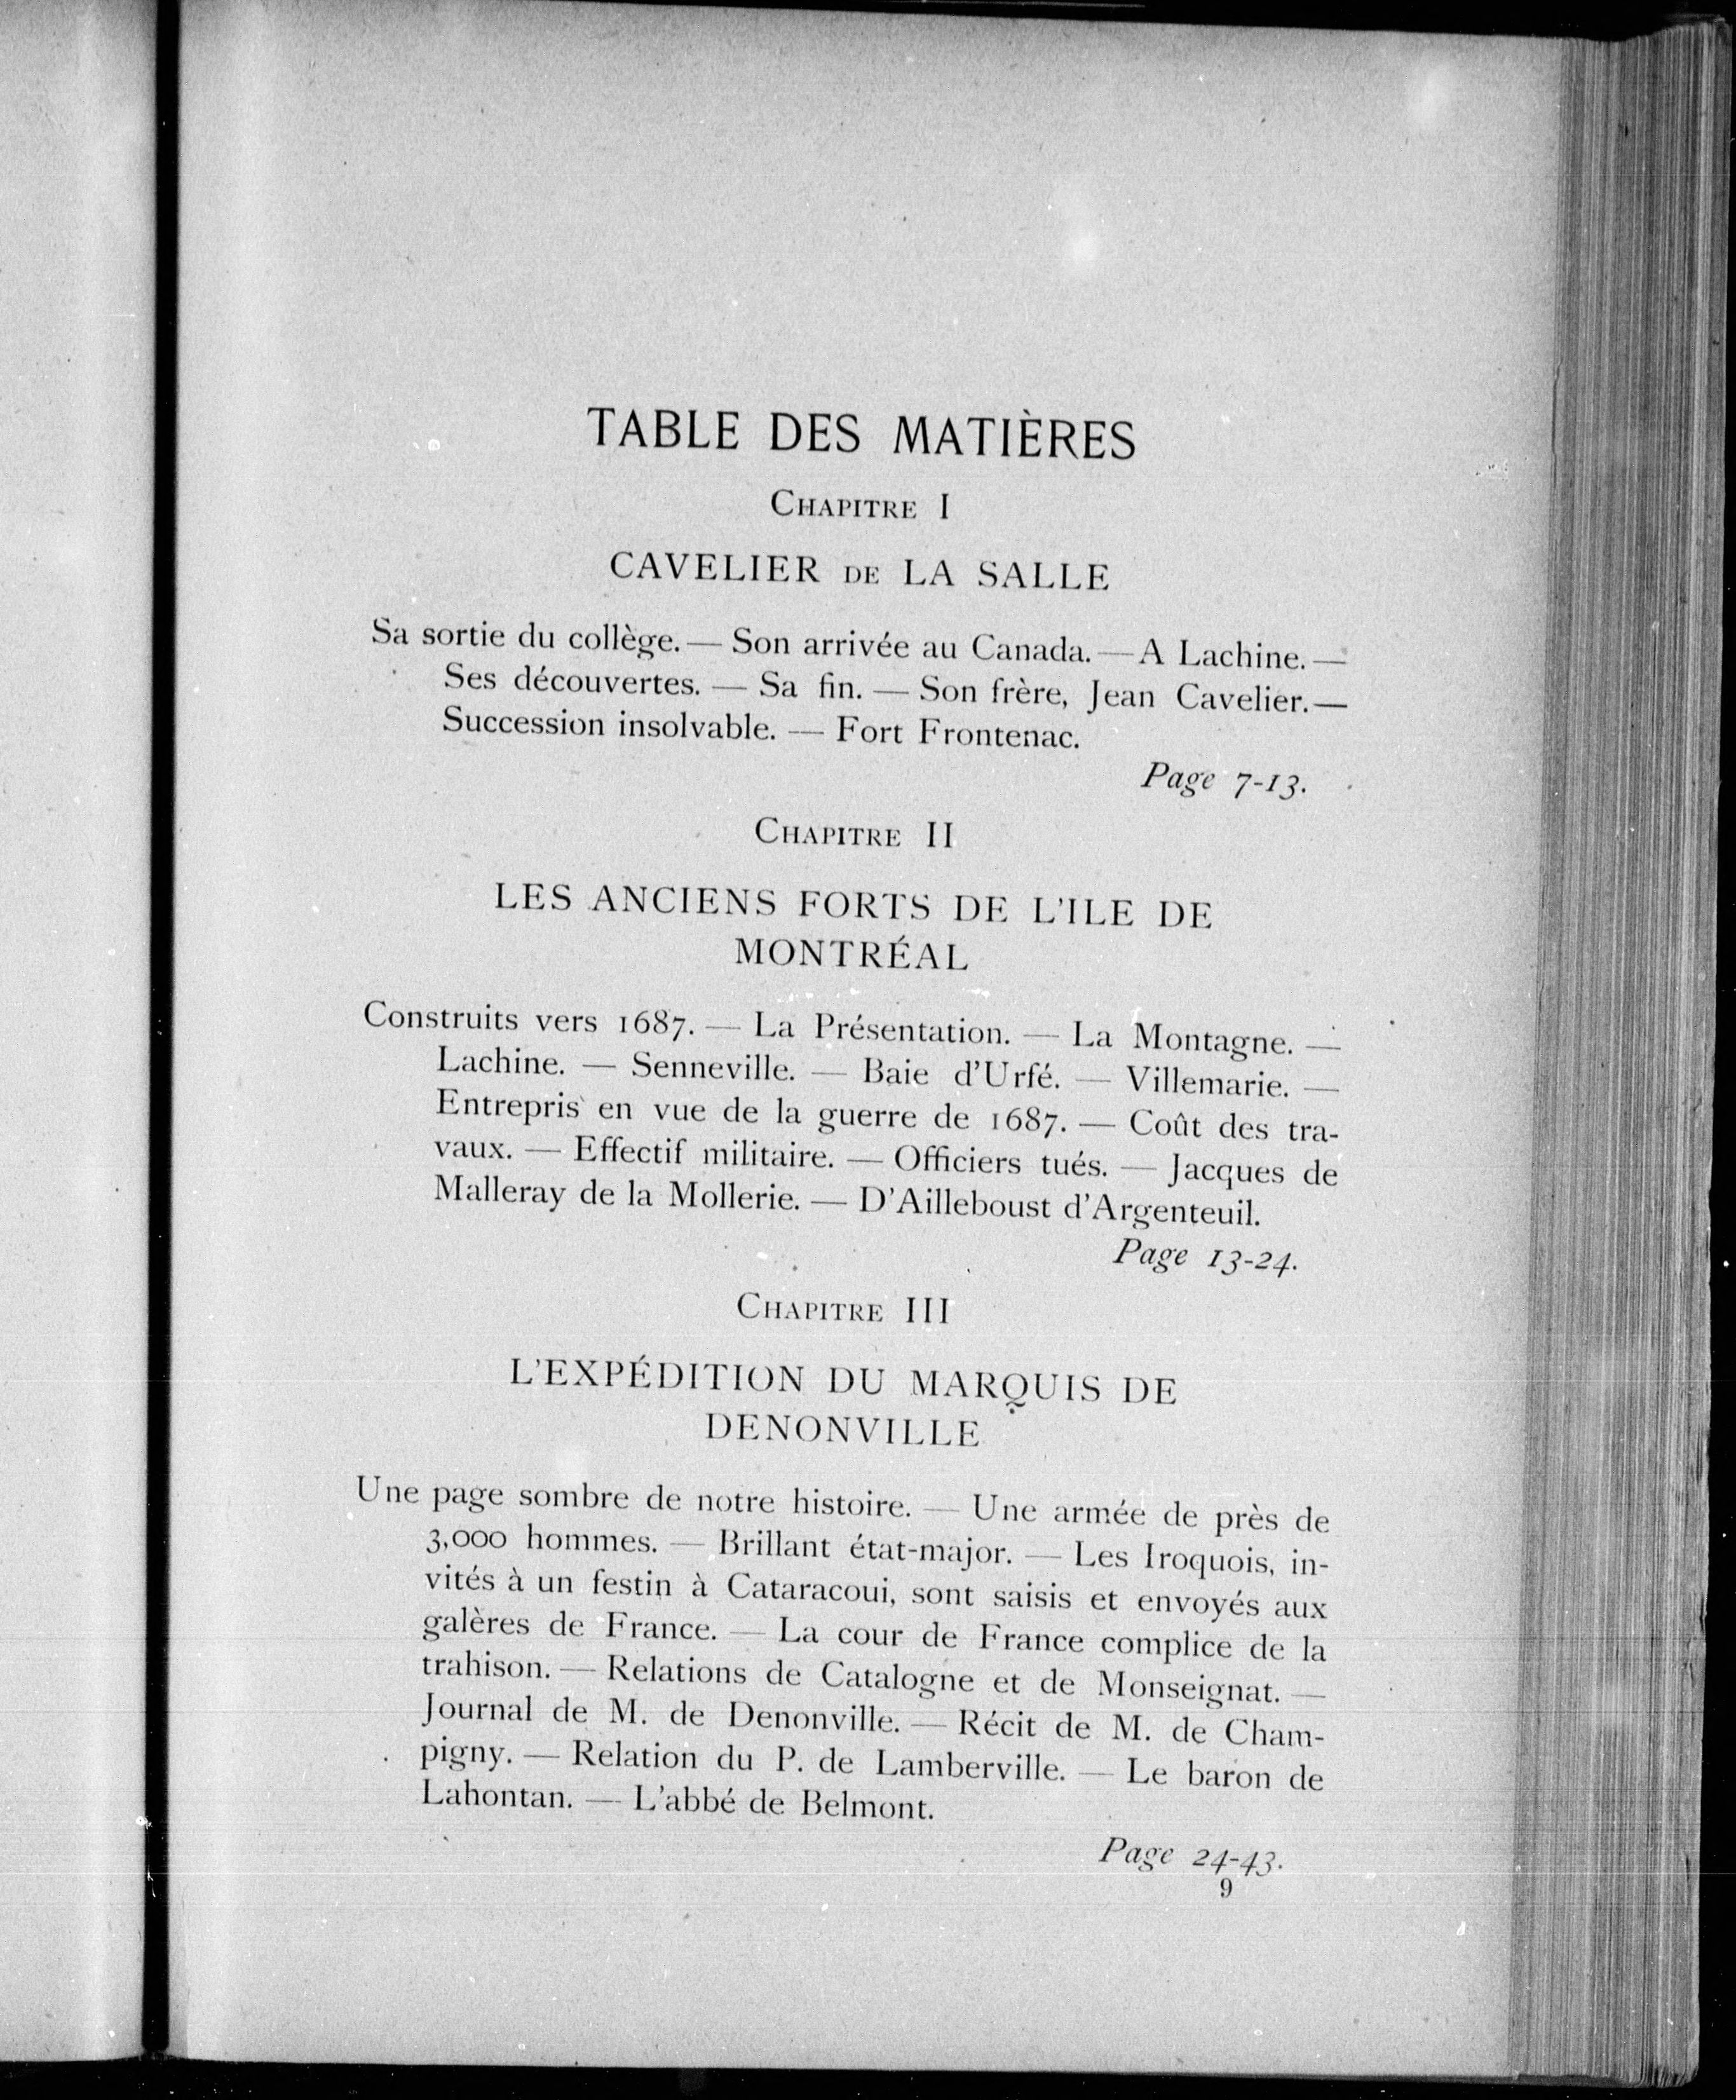 TABLE DES MATIÈRES
CHAPITRE I
CAVELIER DE LA SALLE
Sa sortie du collège. — Son arrivée au Canada. — A Lachine. —
Ses découvertes. — Sa fin. — Son frère, Jean Cavelier. —
Succession insolvable. — Fort Frontenac.
Page 7-13.
CHAPITRE II
LES ANCIENS FORTS DE L'ILE DE
MONTRÉAL
Construits vers 1687. — La Présentation. — La Montagne. —
Lachine. — Senneville. — Baie d'Urfé. — Villemarie. —
Entrepris en vue de la guerre de 1687. — Coût des tra-
vaux. — Effectif militaire. — Officiers tués. — Jacques de
Malleray de la Mollerie. — D'Ailleboust d'Argenteuil.
Page 13-24.
CHAPITRE III
L'EXPÉDITION DU MARQUIS DE
DENONVILLE
Une page sombre de notre histoire. — Une armée de près de
3,000 hommes. — Brillant état-major. — Les Iroquois, in-
vités à un festin à Cataracoui, sont saisis et envoyés aux
galères de France. — La cour de France complice de la
trahison. — Relations de Catalogne et de Monseignat. —
Journal de M. de Denonville. — Récit de M. de Cham-
pigny. — Relation du P. de Lamberville. — Le baron de
Lahontan. — L'abbé de Belmont.
Page 24-43.
9